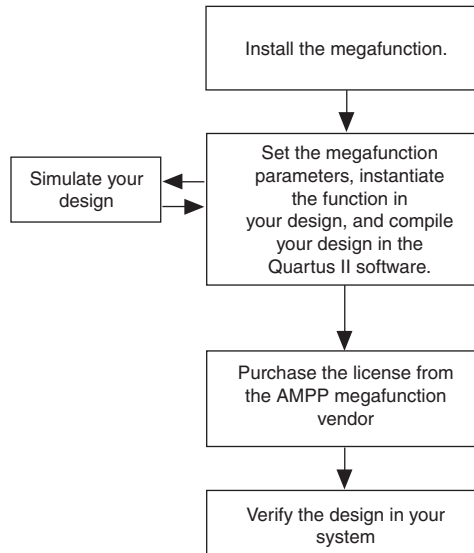 Install the megafunction.
Set the megafunction
parameters, instantiate
the function in
your design, and compile
your design in the
Quartus II software.
Simulate your
design
Purchase the license from
the AMPP megafunction
vendor
Verify the design in your
system